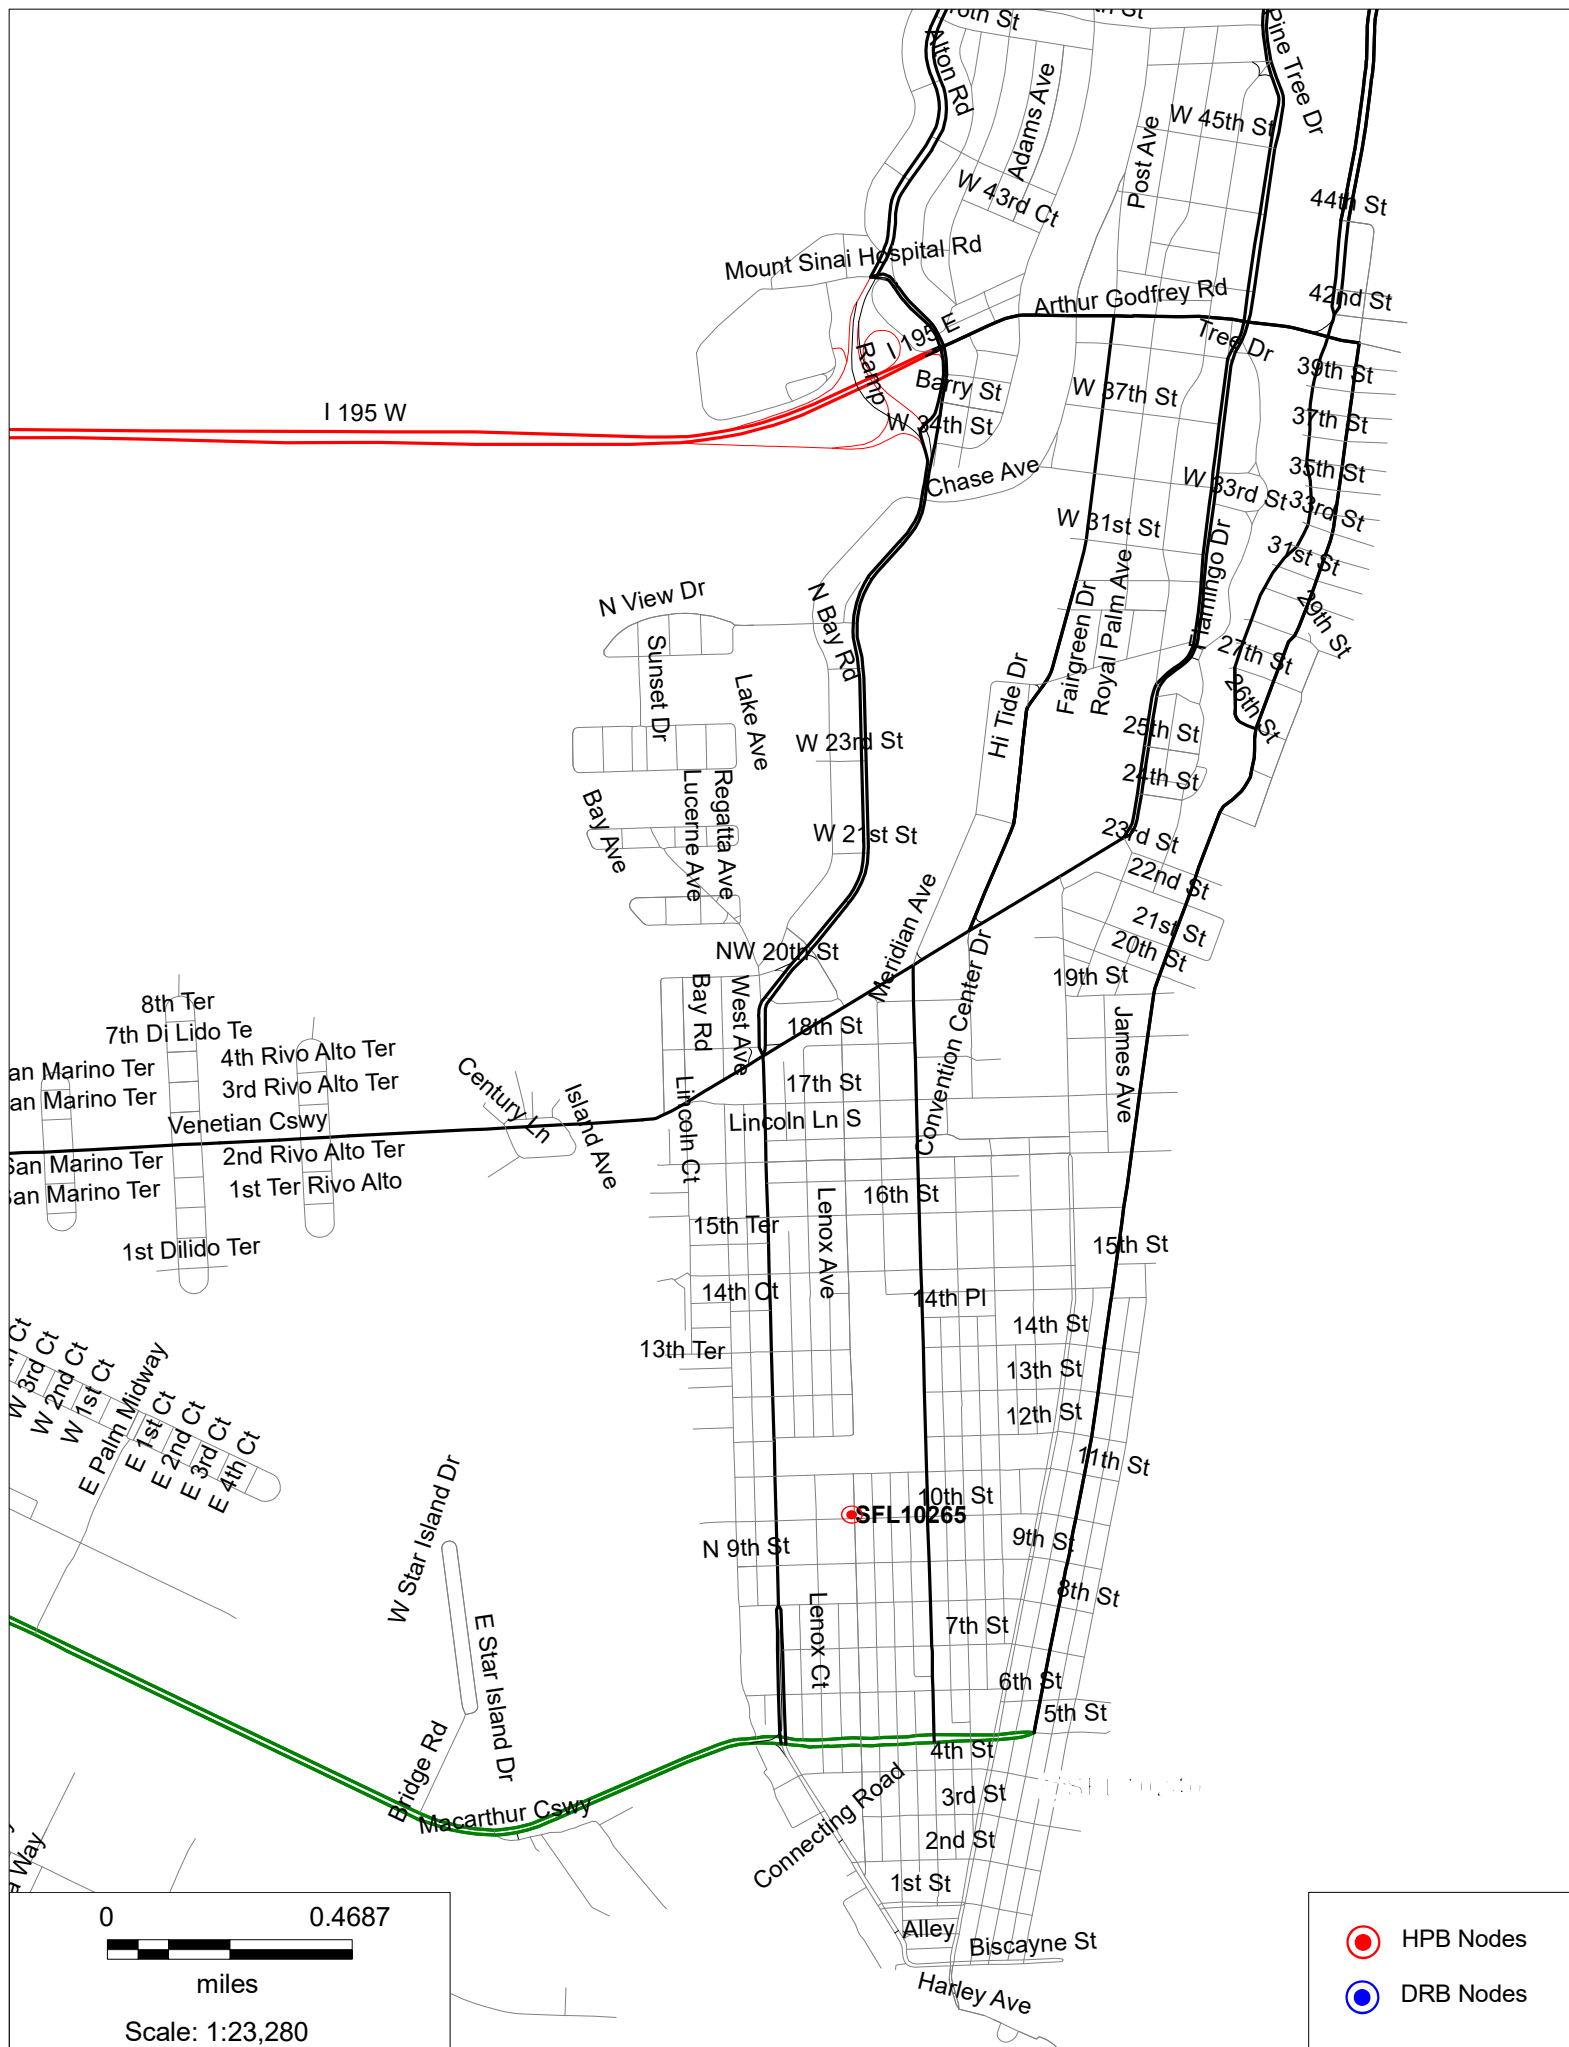 Alton Rd
Pine Tree Dr
Adams Ave
Post Ave
W 45th St
W 43rd Ct
44th St
Mount Sinai Hospital Rd
Arthur Godfrey Rd
42nd St
I 195 E
Tree Dr
Ramp
Barry St
W 37th St
39th St
I 195 W
W 34th St
37th St
Chase Ave
W 33rd St
35th St
33rd St
W 31st St
31st St
Flamingo Dr
N View Dr
N Bay Rd
Fairgreen Dr
Royal Palm Ave
29th St
Sunset Dr
27th St
Lake Ave
Hi Tide Dr
26th St
W 23rd St
25th St
24th St
Bay Ave
Lucerne Ave
Regatta Ave
W 21st St
23rd St
22nd St
Meridian Ave
21st St
20th St
NW 20th St
19th St
8th Ter
Bay Rd
West Ave
Convention Center Dr
7th Di Lido Te
18th St
James Ave
4th Rivo Alto Ter
an Marino Ter
3rd Rivo Alto Ter
an Marino Ter
Century Ln
Island Ave
17th St
Venetian Cswy
Lincoln Ct
Lincoln Ln S
San Marino Ter
2nd Rivo Alto Ter
San Marino Ter
1st Ter Rivo Alto
Lenox Ave
16th St
15th Ter
1st Dilido Ter
15th St
14th Ct
14th Pl
14th St
13th Ter
13th St
W 3rd Ct
W 2nd Ct
W 1st Ct
E Palm Midway
E 1st Ct
E 2nd Ct
E 3rd Ct
E 4th Ct
12th St
11th St
W Star Island Dr
10th St
SFL10265
N 9th St
9th St
8th St
E Star Island Dr
Lenox Ct
7th St
6th St
5th St
Bridge Rd
4th St
Macarthur Cswy
Connecting Road
3rd St
2nd St
a Way
1st St
Alley
Biscayne St
Harley Ave
0 0.4687
miles
Scale: 1:23,280
HPB Nodes
DRB Nodes